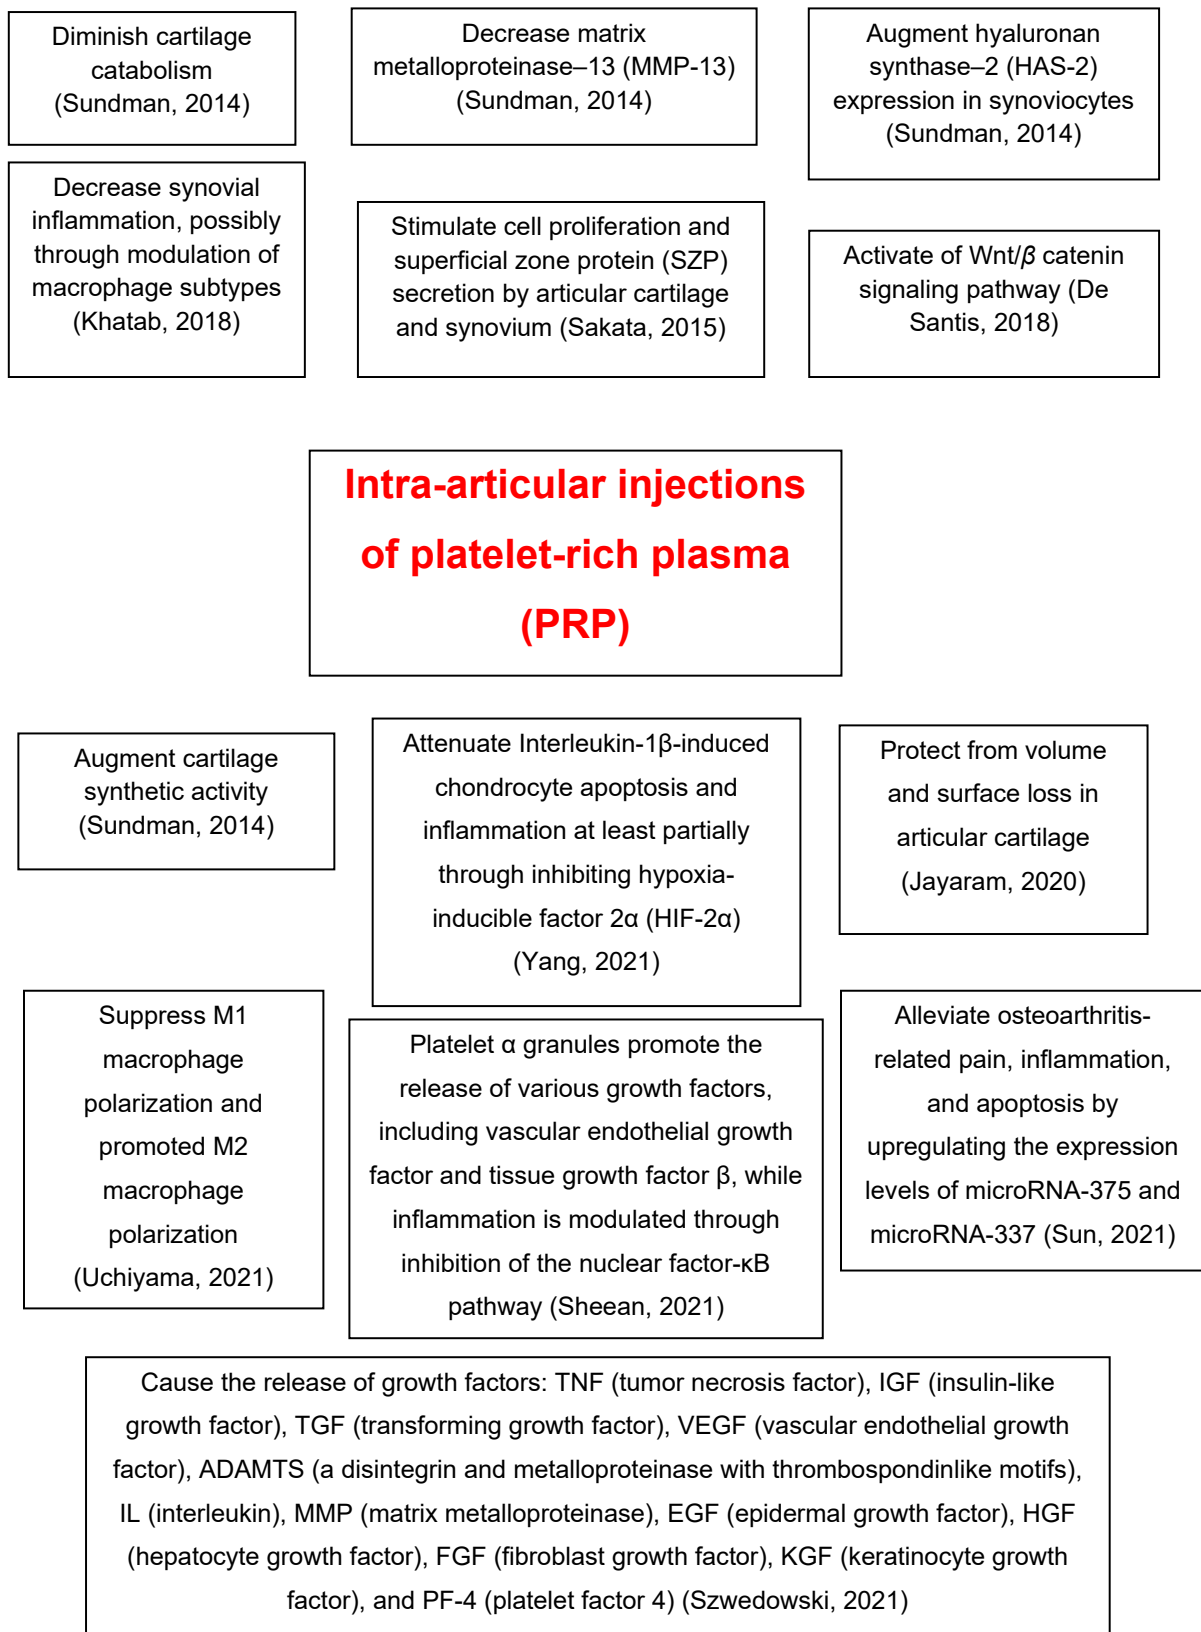 Diminish cartilage
catabolism
(Sundman, 2014)
Decrease matrix
metalloproteinase–13 (MMP-13)
(Sundman, 2014)
Augment hyaluronan
synthase–2 (HAS-2)
expression in synoviocytes
(Sundman, 2014)
Decrease synovial
inflammation, possibly
through modulation of
macrophage subtypes
(Khatab, 2018)
Stimulate cell proliferation and
superficial zone protein (SZP)
secretion by articular cartilage
and synovium (Sakata, 2015)
Activate of Wnt/β catenin
signaling pathway (De
Santis, 2018)
Intra-articular injections
of platelet-rich plasma
(PRP)
Augment cartilage
synthetic activity
(Sundman, 2014)
Attenuate Interleukin-1β-induced
chondrocyte apoptosis and
inflammation at least partially
through inhibiting hypoxia-
inducible factor 2α (HIF-2α)
(Yang, 2021)
Protect from volume
and surface loss in
articular cartilage
(Jayaram, 2020)
Suppress M1
macrophage
polarization and
promoted M2
macrophage
polarization
(Uchiyama, 2021)
Platelet α granules promote the
release of various growth factors,
including vascular endothelial growth
factor and tissue growth factor β, while
inflammation is modulated through
inhibition of the nuclear factor-κB
pathway (Sheean, 2021)
Alleviate osteoarthritis-
related pain, inflammation,
and apoptosis by
upregulating the expression
levels of microRNA-375 and
microRNA-337 (Sun, 2021)
Cause the release of growth factors: TNF (tumor necrosis factor), IGF (insulin-like
growth factor), TGF (transforming growth factor), VEGF (vascular endothelial growth
factor), ADAMTS (a disintegrin and metalloproteinase with thrombospondinlike motifs),
IL (interleukin), MMP (matrix metalloproteinase), EGF (epidermal growth factor), HGF
(hepatocyte growth factor), FGF (fibroblast growth factor), KGF (keratinocyte growth
factor), and PF-4 (platelet factor 4) (Szwedowski, 2021)